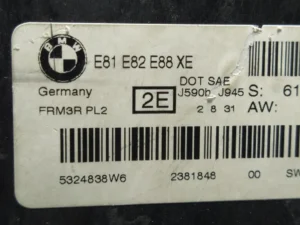 BMW
E81 E82 E88 XE
DOT SAE
Germany 2E J590b J945 S: 61
FRM3R PL2 2 8 31 AW:
5324838W6 2381848 00 SW